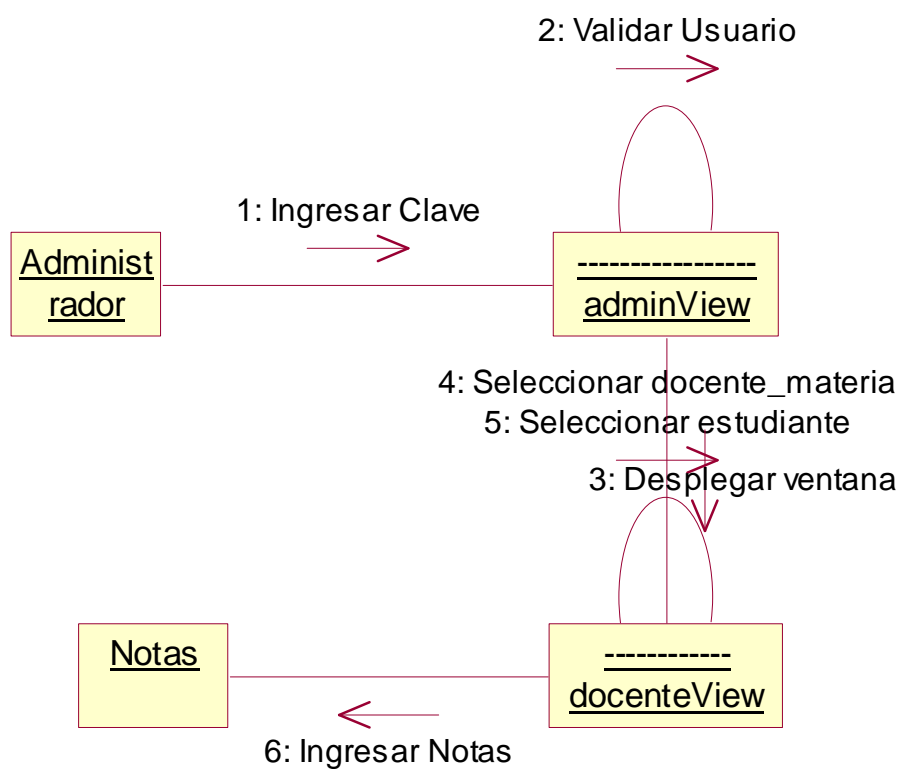 2: Validar Usuario
1: Ingresar Clave
Administ
rador
-----------------
adminView
4: Seleccionar docente_materia
5: Seleccionar estudiante
3: Desplegar ventana
Notas
------------
docenteView
6: Ingresar Notas